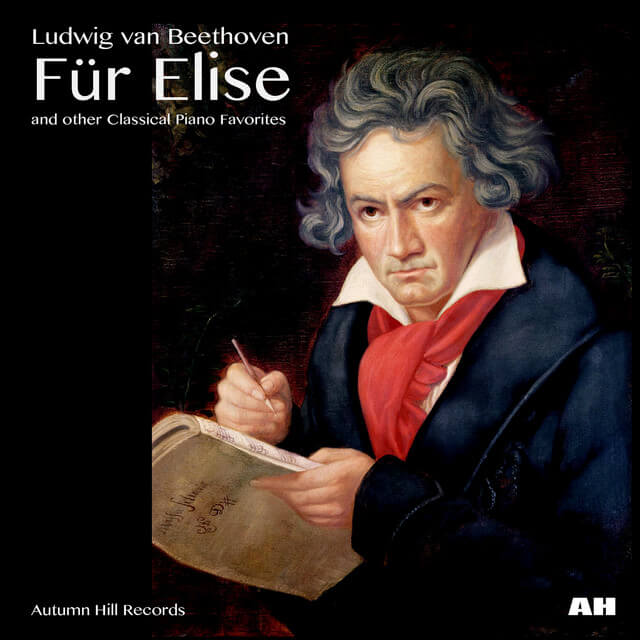 Ludwig van Beethoven
Für Elise
and other Classical Piano Favorites
Autumn Hill Records
AH